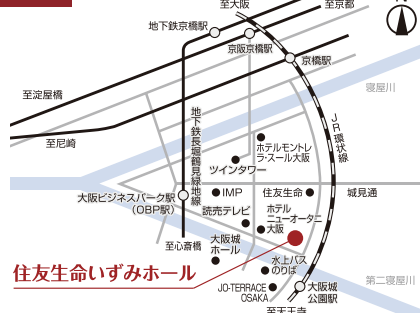 至大阪
至京都
N
地下鉄京橋駅
京阪京橋駅
京橋駅
至淀屋橋
寝屋川
至尼崎
地下鉄長堀鶴見緑地線
JR環状線
ホテルモントレ
ラ・スール大阪
ツインタワー
大阪ビジネスパーク駅
(OBP駅)
IMP
住友生命
城見通
読売テレビ
ホテル
ニューオータニ
大阪
至心斎橋
大阪城
ホール
住友生命いずみホール
水上バス
のりば
JO-TERRACE
OSAKA
大阪城
公園駅
第二寝屋川
至天王寺